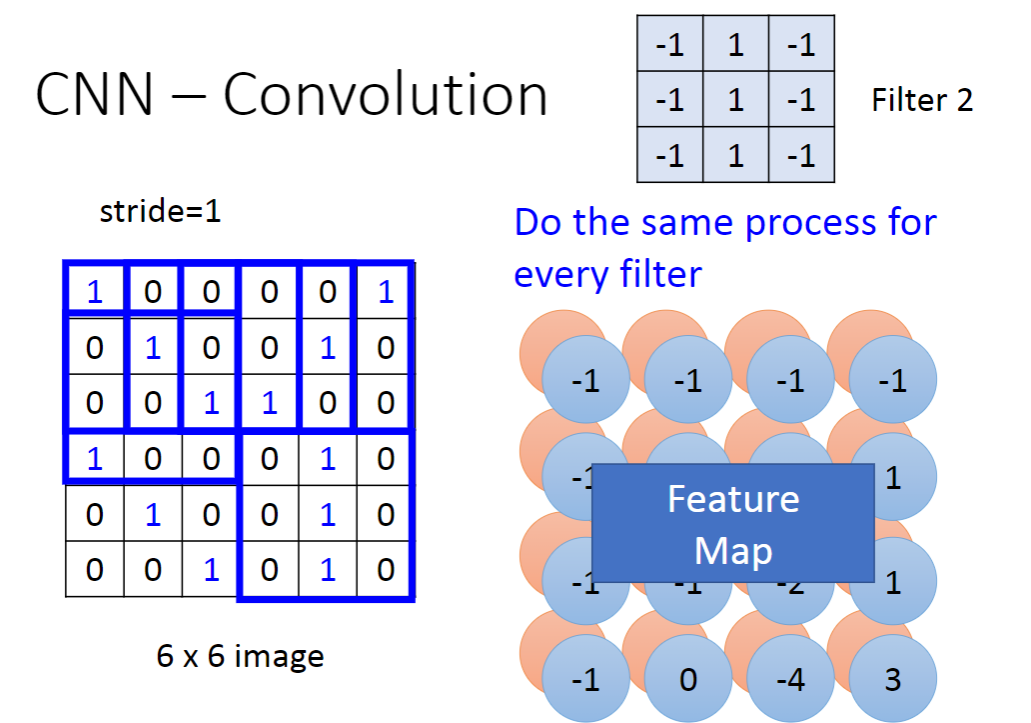 CNN – Convolution
-1 1 -1
-1 1 -1
-1 1 -1
Filter 2
stride=1
Do the same process for
every filter
1 0 0 0 0 1
0 1 0 0 1 0
0 0 1 1 0 0
1 0 0 0 1 0
0 1 0 0 1 0
0 0 1 0 1 0
6 x 6 image
-1 -1 -1 -1
-1 1
Feature
Map
-1 -1 -2 1
-1 0 -4 3